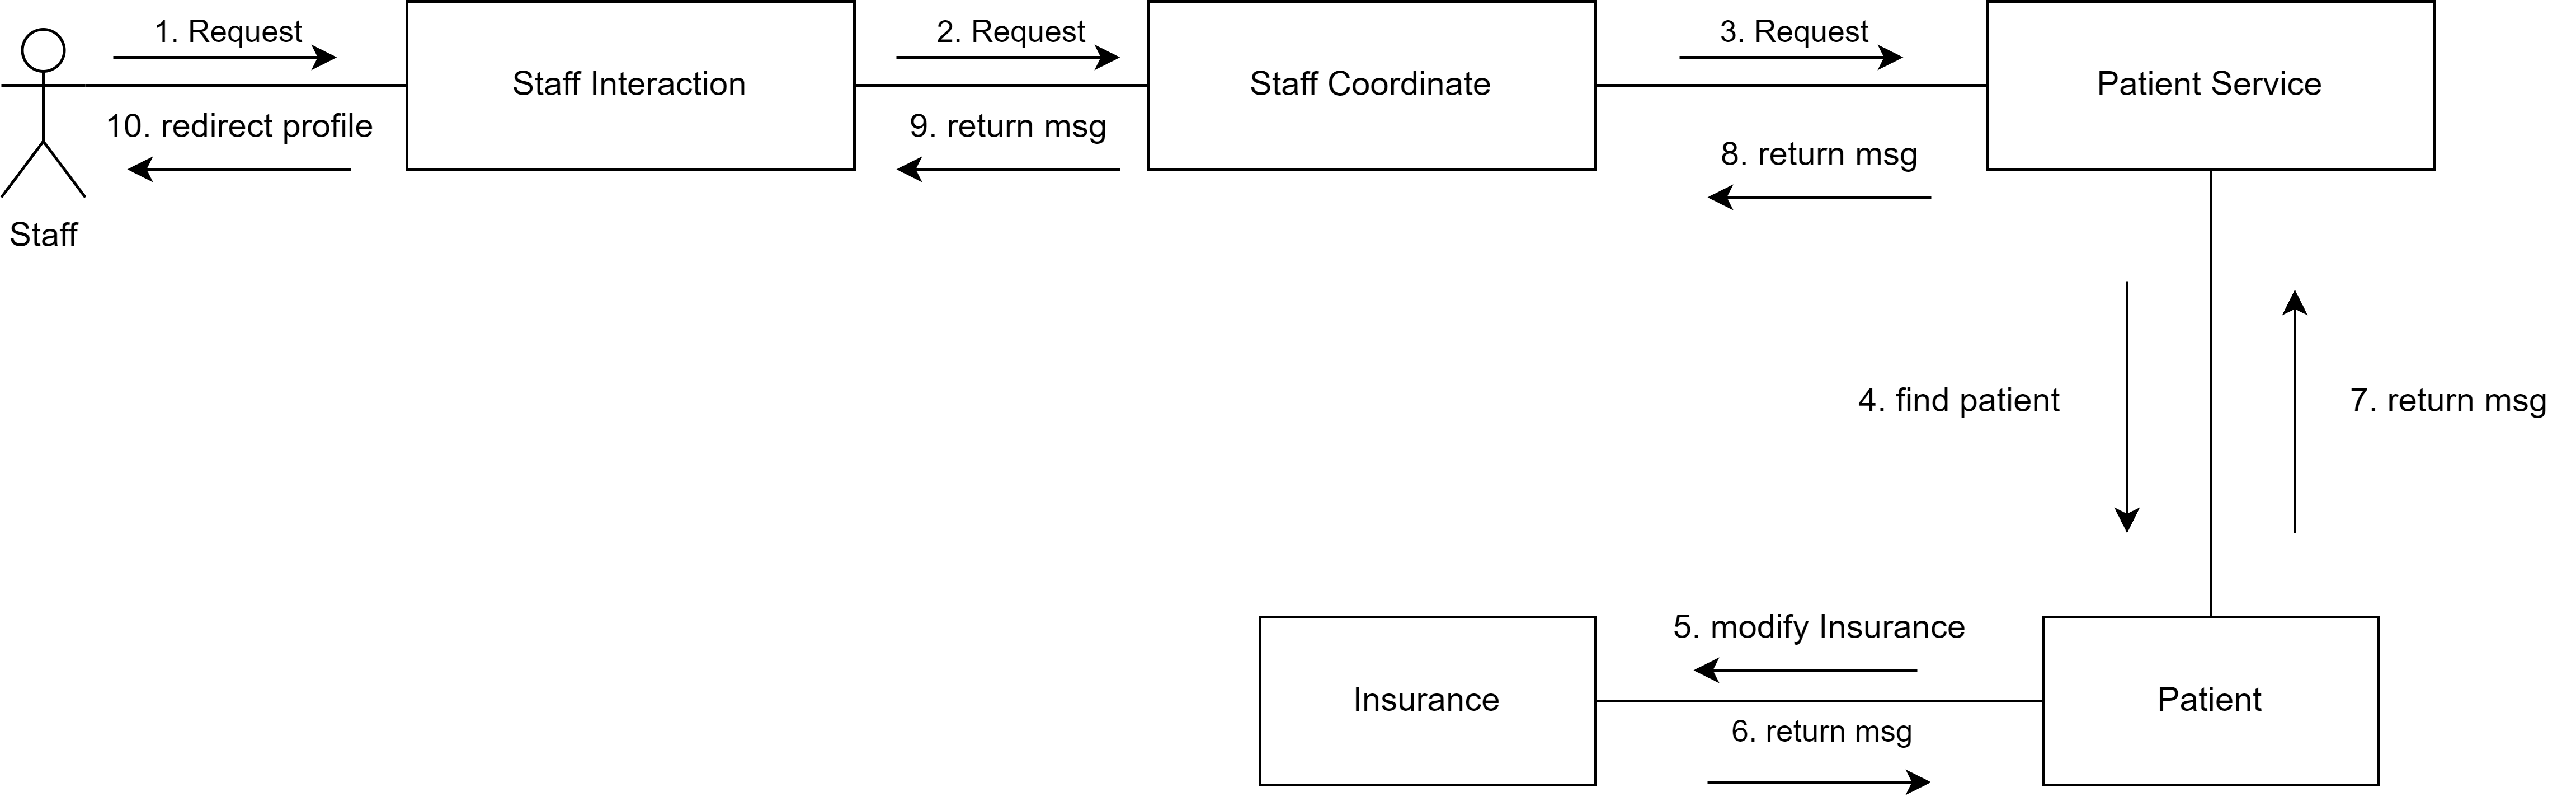 1. Request
2. Request
3. Request
Staff Interaction
Staff Coordinate
Patient Service
10. redirect profile
9. return msg
8. return msg
Staff
4. find patient
7. return msg
5. modify Insurance
Insurance
Patient
6. return msg